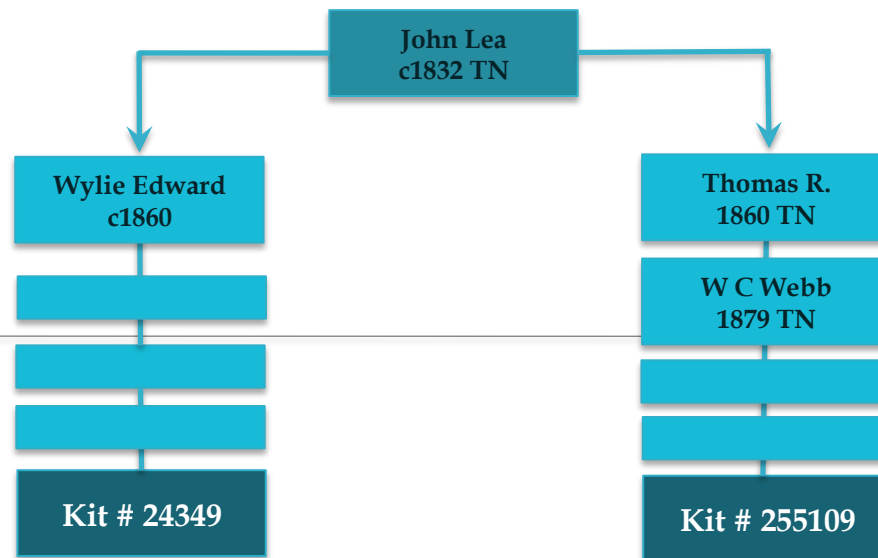 John Lea
c1832 TN
Wylie Edward
c1860
Thomas R.
1860 TN
W C Webb
1879 TN
Kit # 24349
Kit # 255109